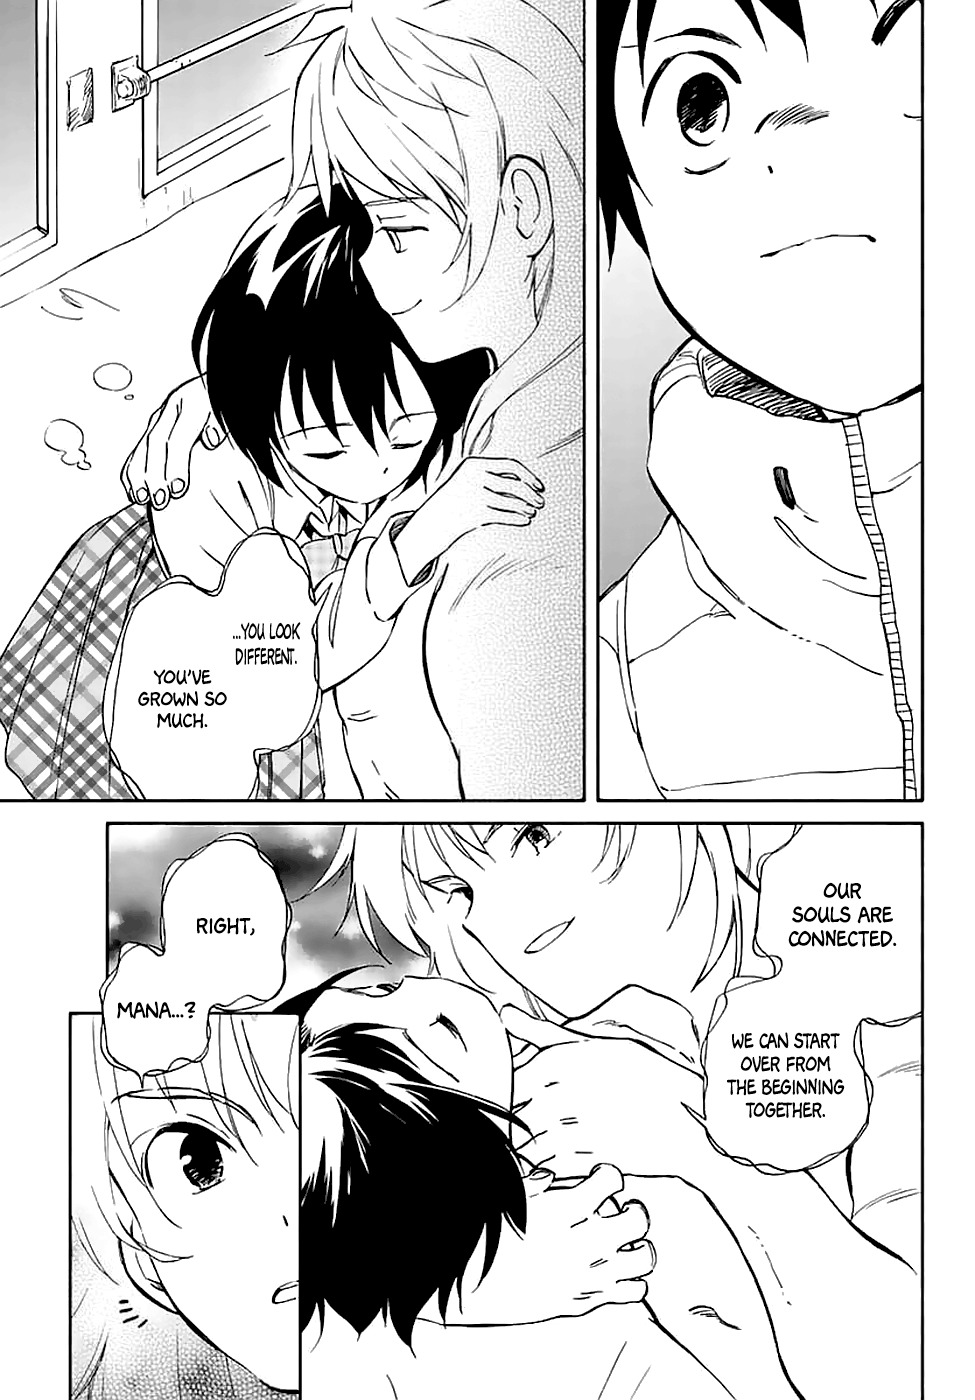 ...YOU LOOK
DIFFERENT.
YOU'VE
GROWN SO
MUCH.
OUR
SOULS ARE
CONNECTED.
WE CAN START
OVER FROM
THE BEGINNING
TOGETHER.
RIGHT,
MANA...?